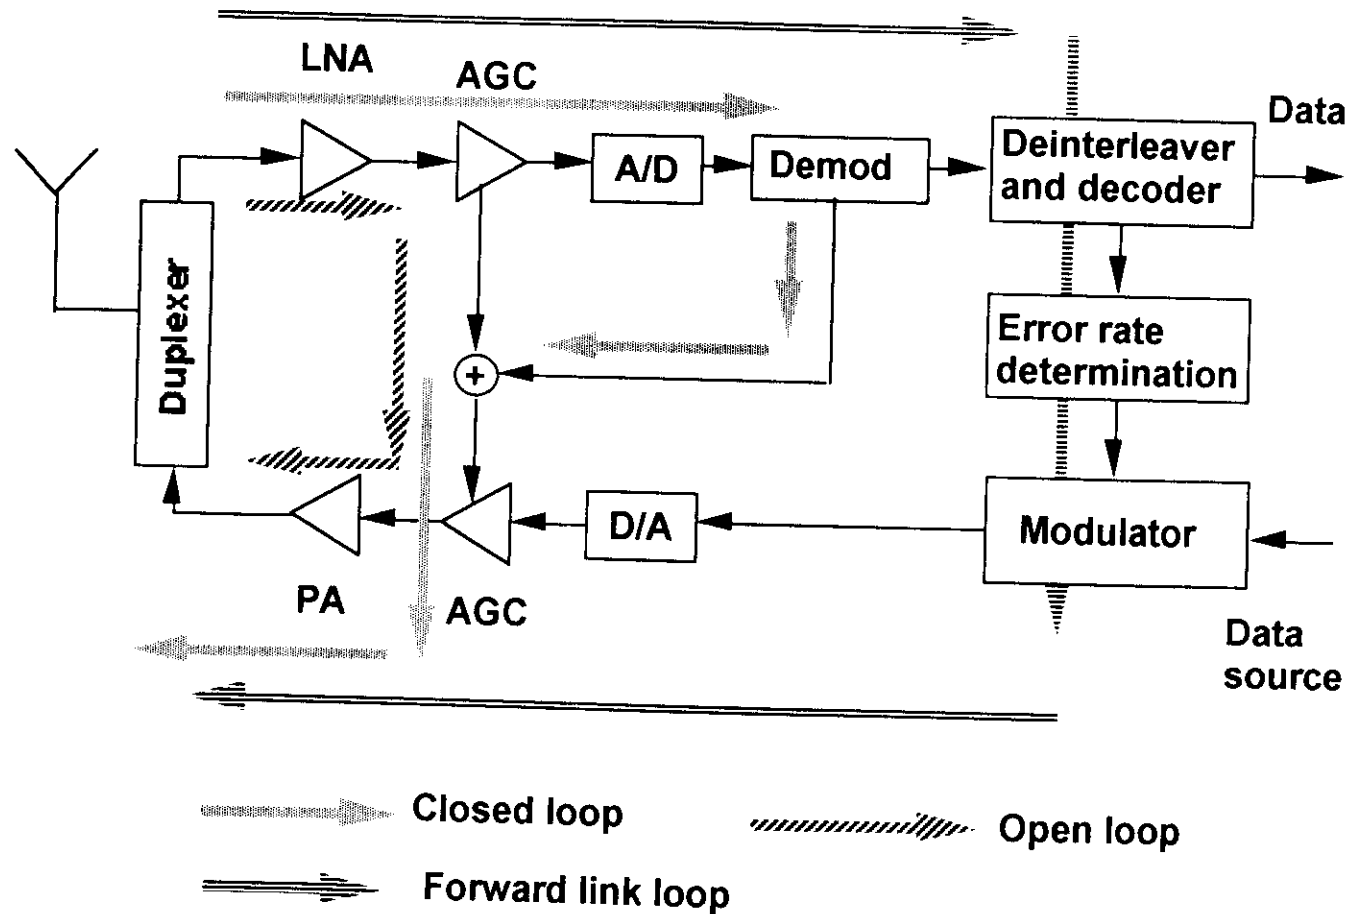 LNA
AGC
Data
Duplexer
A/D
Demod
Deinterleaver
and decoder
Error rate
determination
+
D/A
Modulator
PA
AGC
Data
source
Closed loop
Open loop
Forward link loop